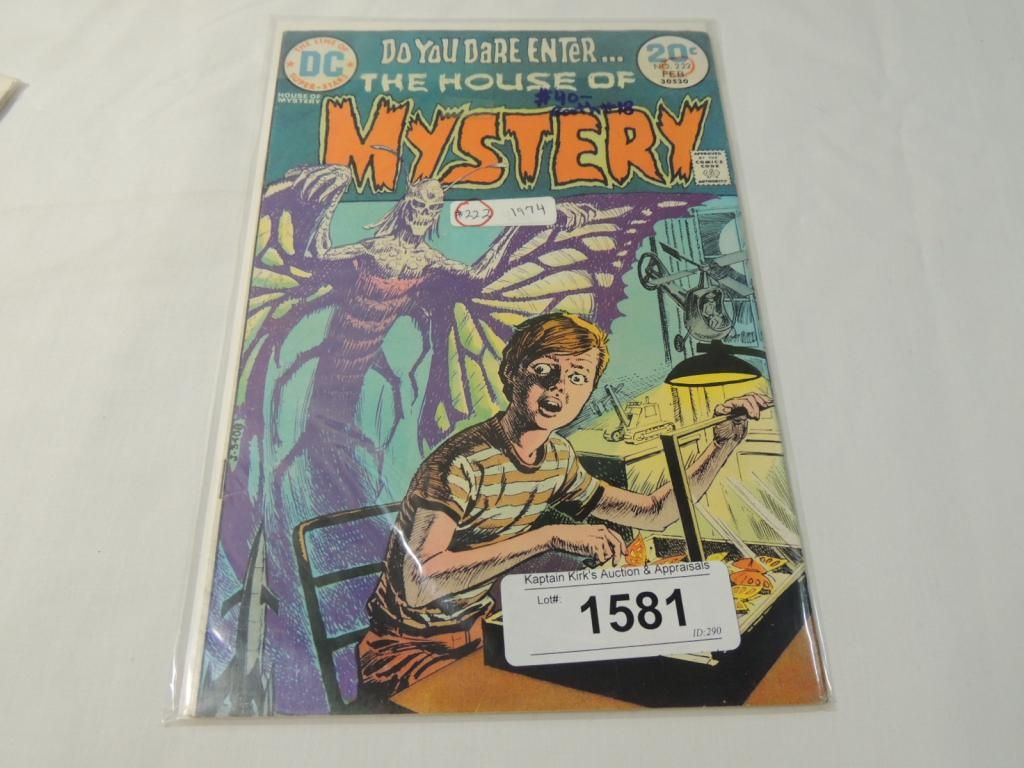 THE LINE OF
DC
SUPER-STARS
DO YOU DARE ENTER...
20¢
NO. 222
FEB
30530
HOUSE OF
MYSTERY
THE HOUSE OF
#40-
MYSTERY
APPROVED
BY THE
COMICS
CODE
AUTHORITY
#222 1974
Kaptain Kirk's Auction & Appraisals
Lot#:
1581
ID:290